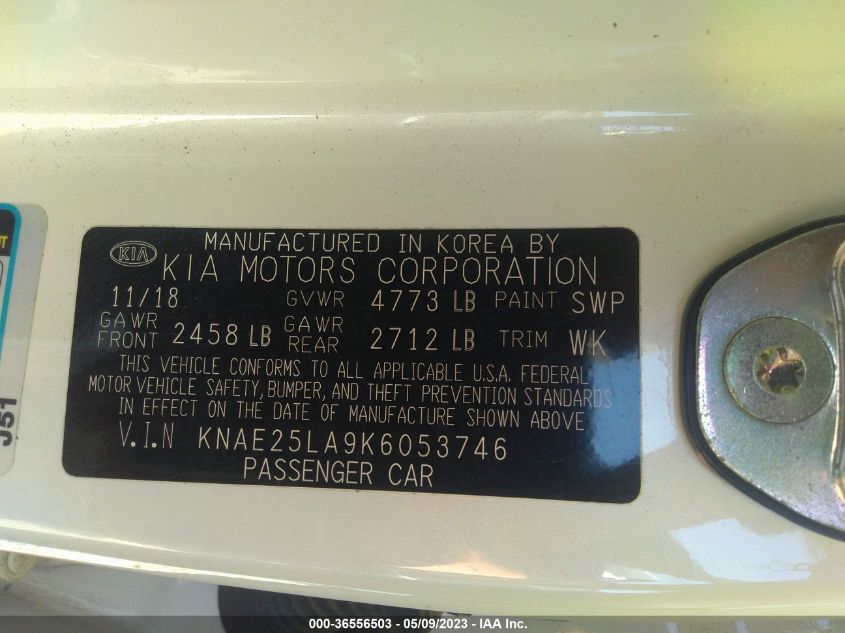 MANUFACTURED IN KOREA BY
KIA
KIA MOTORS CORPORATION
11/18 GVWR 4773 LB PAINT SWP
GAWR FRONT 2458 LB GAWR REAR 2712 LB TRIM WK
THIS VEHICLE CONFORMS TO ALL APPLICABLE U.S.A. FEDERAL
MOTOR VEHICLE SAFETY, BUMPER, AND THEFT PREVENTION STANDARDS
IN EFFECT ON THE DATE OF MANUFACTURE SHOWN ABOVE
V.I.N KNAE25LA9K6053746
PASSENGER CAR
J51
000-36556503 - 05/09/2023 - IAA Inc.